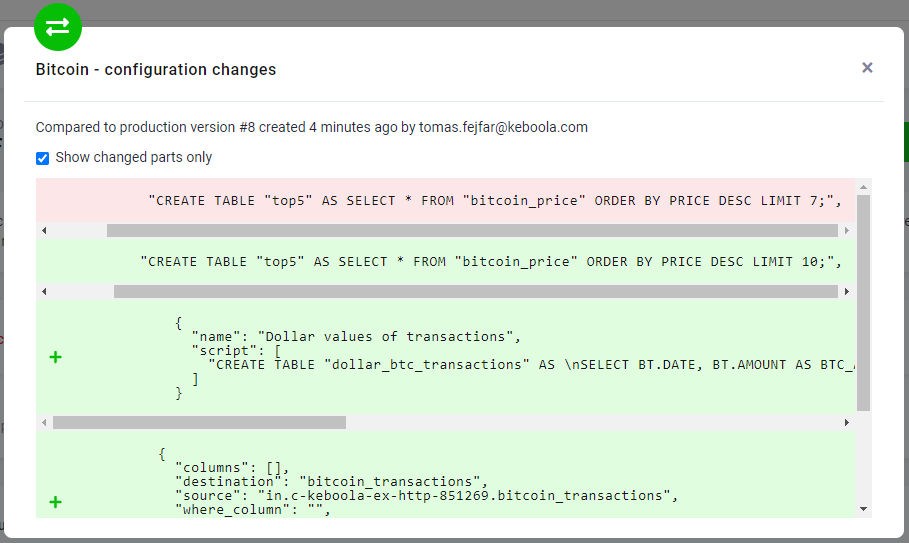 Bitcoin - configuration changes
Compared to production version #8 created 4 minutes ago by tomas.fejfar@keboola.com
Show changed parts only
"CREATE TABLE "top5" AS SELECT * FROM "bitcoin_price" ORDER BY PRICE DESC LIMIT 7;",
"CREATE TABLE "top5" AS SELECT * FROM "bitcoin_price" ORDER BY PRICE DESC LIMIT 10;",
{
"name": "Dollar values of transactions",
"script": [
"CREATE TABLE "dollar_btc_transactions" AS \nSELECT BT.DATE, BT.AMOUNT AS BTC_
]
}
{
"columns": [],
"destination": "bitcoin_transactions",
"source": "in.c-keboola-ex-http-851269.bitcoin_transactions",
"where_column": "",